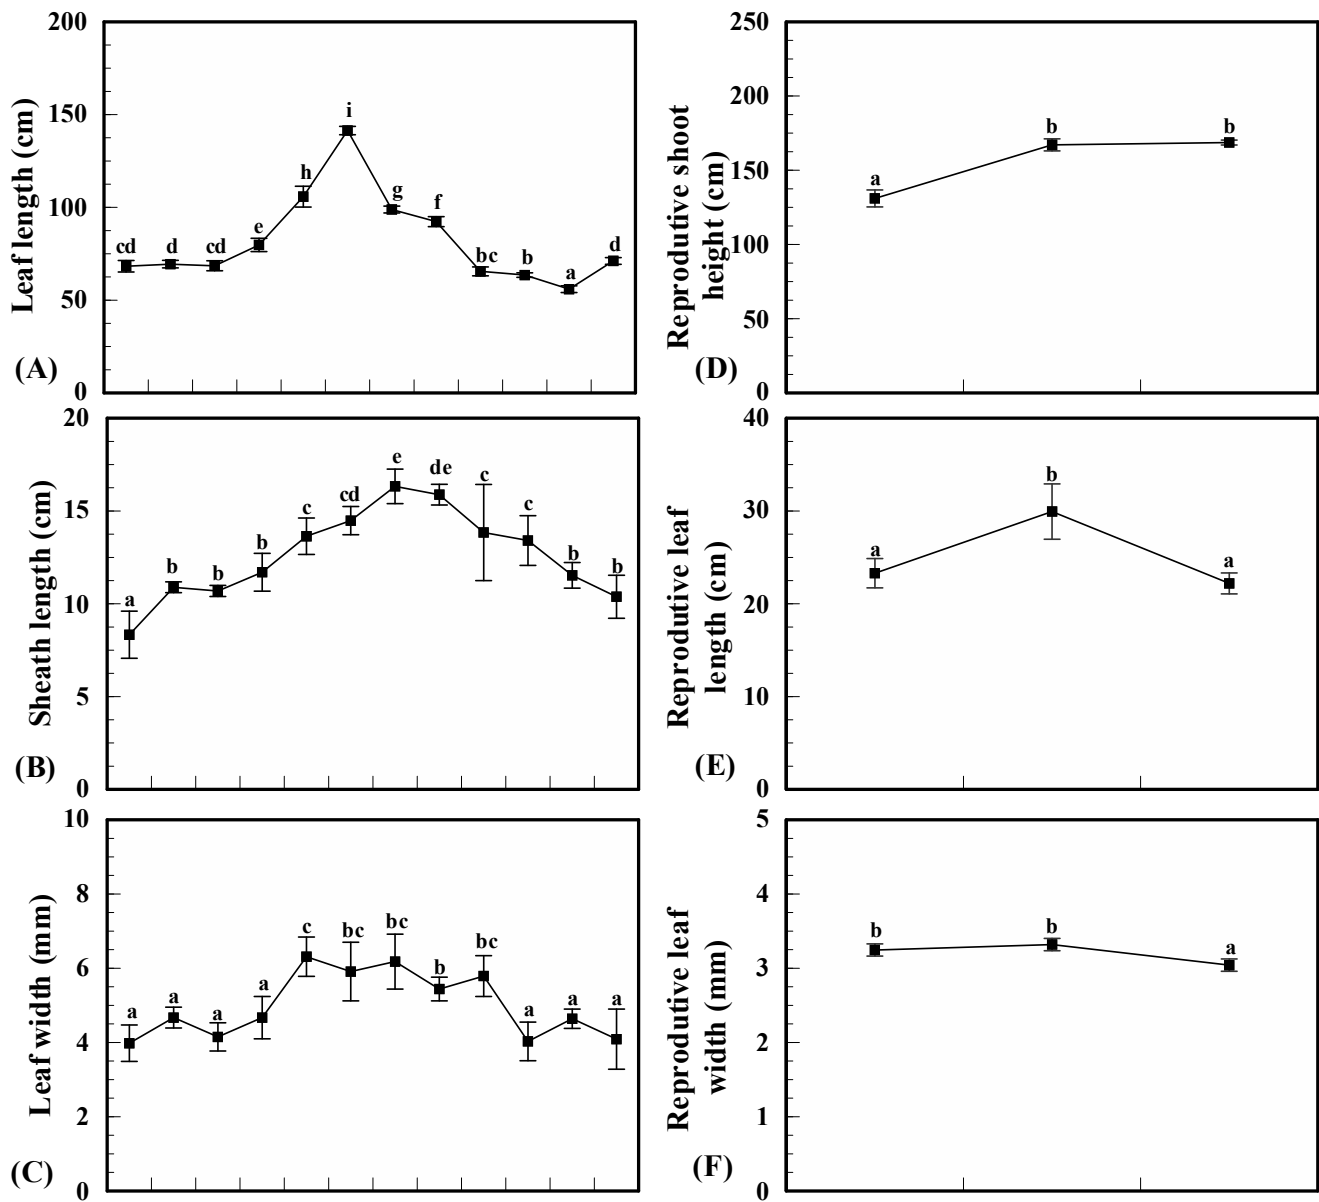 200
150
100
50
0
Leaf length (cm)
(A)
cd d cd e h i g f bc b a d
250
200
150
100
50
0
Reprodutive shoot
height (cm)
(D)
a b b
20
15
10
5
0
Sheath length (cm)
(B)
a b b b c cd e de c c b b
40
30
20
10
0
Reprodutive leaf
length (cm)
(E)
a b a
10
8
6
4
2
0
Leaf width (mm)
(C)
a a a a c bc bc b bc a a a
5
4
3
2
1
0
Reprodutive leaf
width (mm)
(F)
b b a